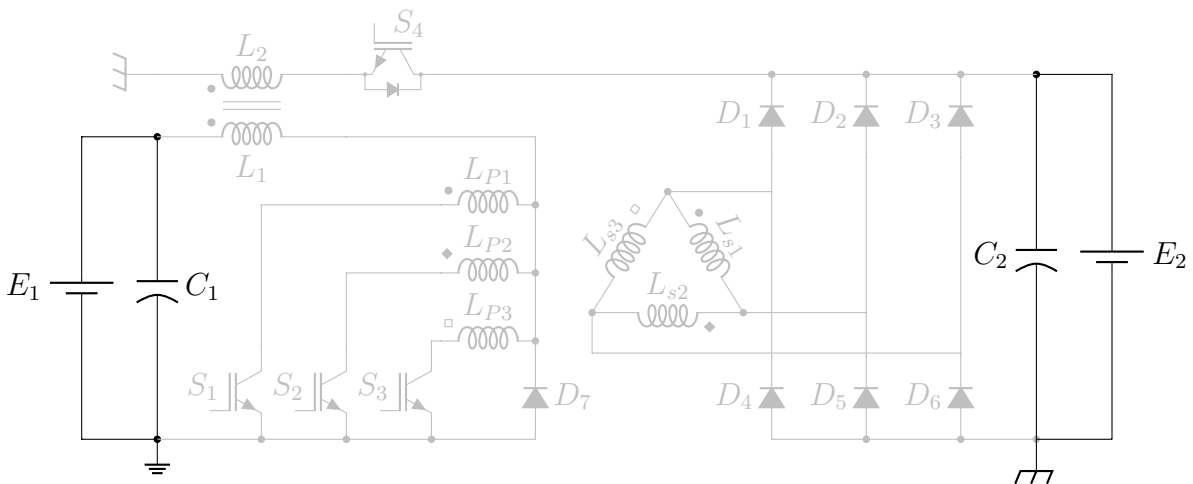 S4
L2
D1 D2 D3
L1
LP1
LP2
Ls3 Ls1
E1 C1 Ls2 C2 E2
LP3
S1 S2 S3 D7 D4 D5 D6